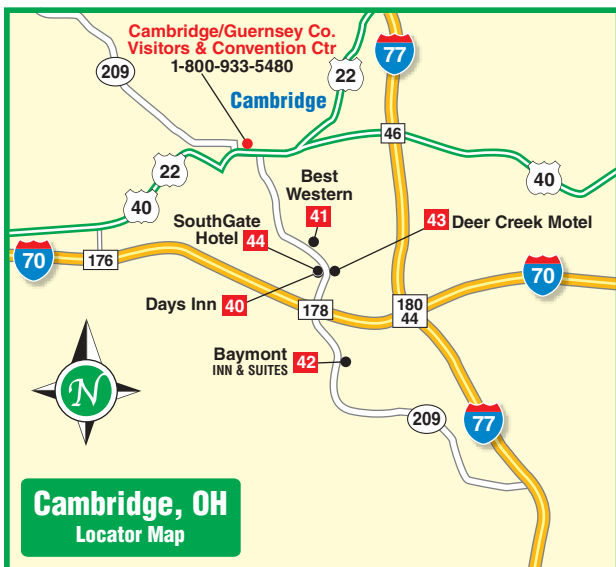 Cambridge/Guernsey Co.
Visitors & Convention Ctr
1-800-933-5480
77
209
22
Cambridge
46
22
40
40
Best
Western
41
SouthGate
Hotel 44
43 Deer Creek Motel
70
176
70
Days Inn 40
178
180
44
Baymont
INN & SUITES
42
209
77
N
Cambridge, OH
Locator Map